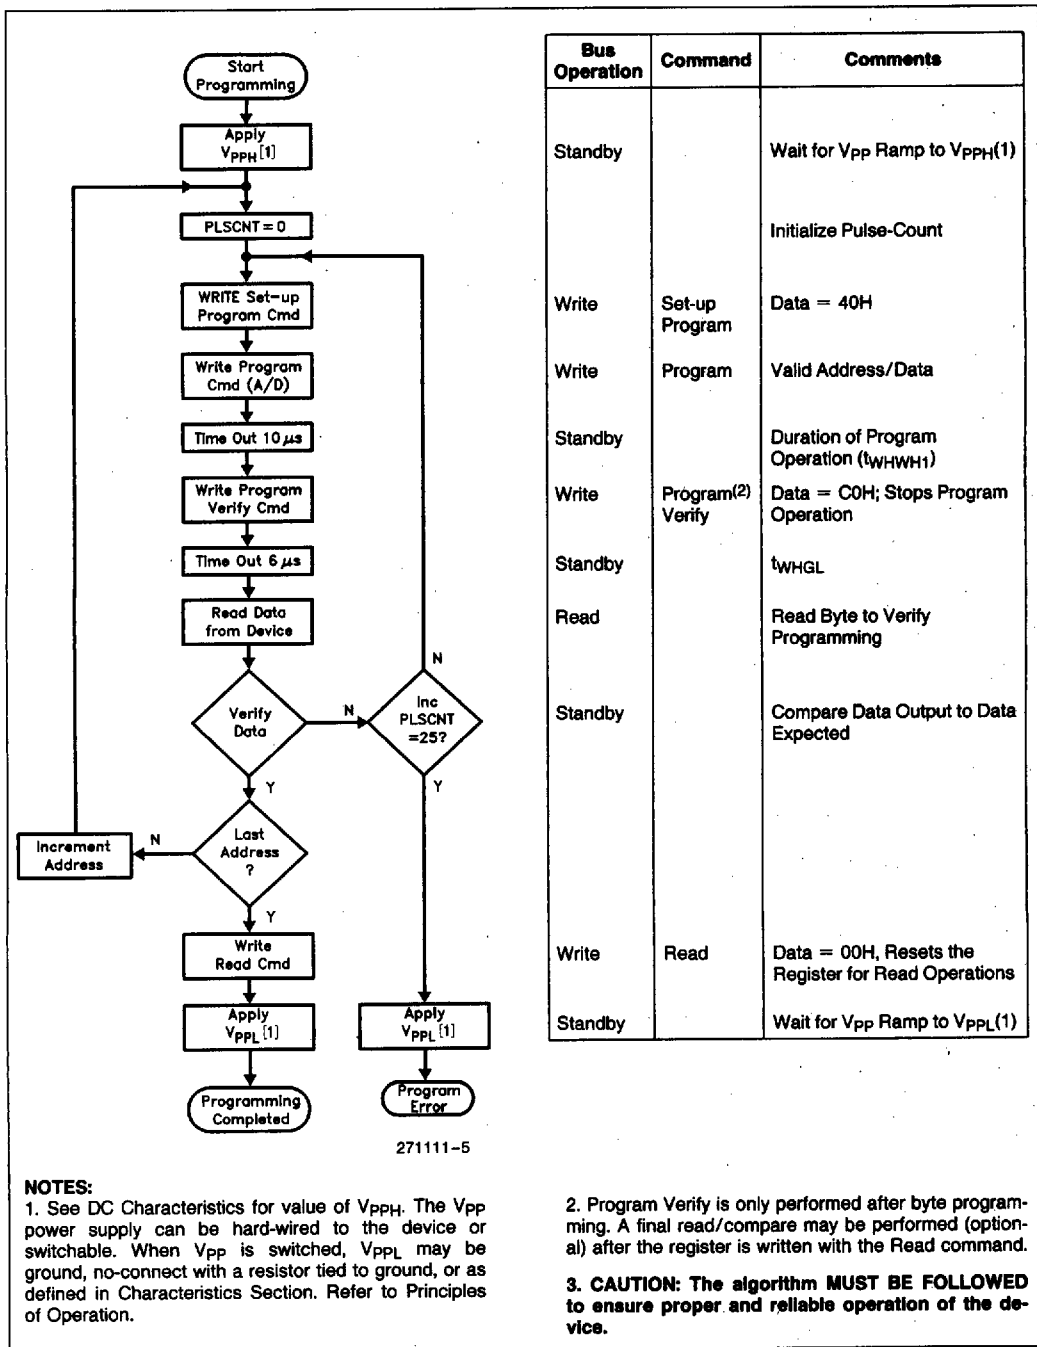 Start
Programming
Apply
VPPH[1]
PLSCNT = 0
WRITE Set-up
Program Cmd
Write Program
Cmd (A/D)
Time Out 10 µs
Write Program
Verify Cmd
Time Out 6 µs
Read Data
from Device
Verify
Data
N
Inc
PLSCNT
=25?
N
Y
Y
Last
Address
?
N
Increment
Address
Y
Write
Read Cmd
Apply
VPPL[1]
Programming
Completed
Apply
VPPL[1]
Program
Error
271111-5
Bus Operation Command Comments
Standby Wait for VPP Ramp to VPPH(1)
Initialize Pulse-Count
Write Set-up Program Data = 40H
Write Program Valid Address/Data
Standby Duration of Program
Operation (tWHWH1)
Write Program(2) Data = C0H; Stops Program
Verify Operation
Standby tWHGL
Read Read Byte to Verify
Programming
Standby Compare Data Output to Data
Expected
Write Read Data = 00H, Resets the
Register for Read Operations
Standby Wait for VPP Ramp to VPPL(1)
NOTES:
1. See DC Characteristics for value of VPPH. The VPP
power supply can be hard-wired to the device or
switchable. When VPP is switched, VPPL may be
ground, no-connect with a resistor tied to ground, or as
defined in Characteristics Section. Refer to Principles
of Operation.
2. Program Verify is only performed after byte program-
ming. A final read/compare may be performed (option-
al) after the register is written with the Read command.
3. CAUTION: The algorithm MUST BE FOLLOWED
to ensure proper and reliable operation of the de-
vice.